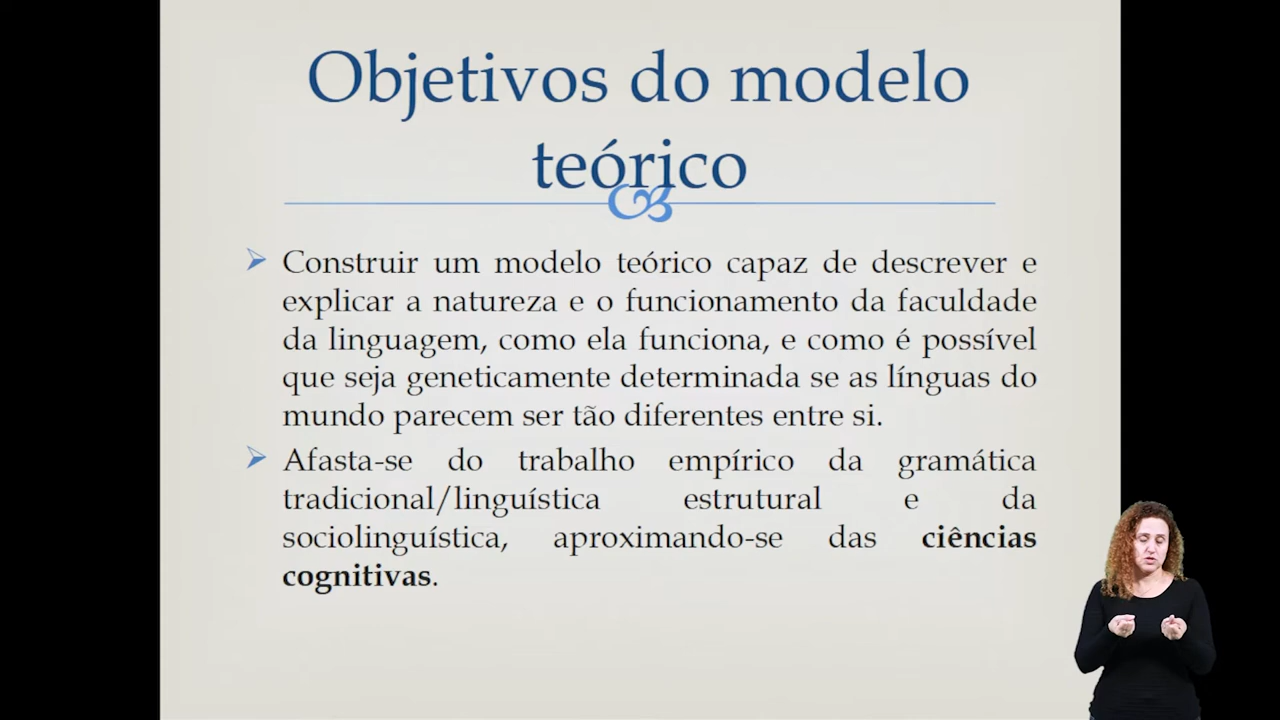 Objetivos do modelo
teórico
Construir um modelo teórico capaz de descrever e
explicar a natureza e o funcionamento da faculdade
da linguagem, como ela funciona, e como é possível
que seja geneticamente determinada se as línguas do
mundo parecem ser tão diferentes entre si.
Afasta-se do trabalho empírico da gramática
tradicional/linguística estrutural e da
sociolinguística, aproximando-se das ciências
cognitivas.